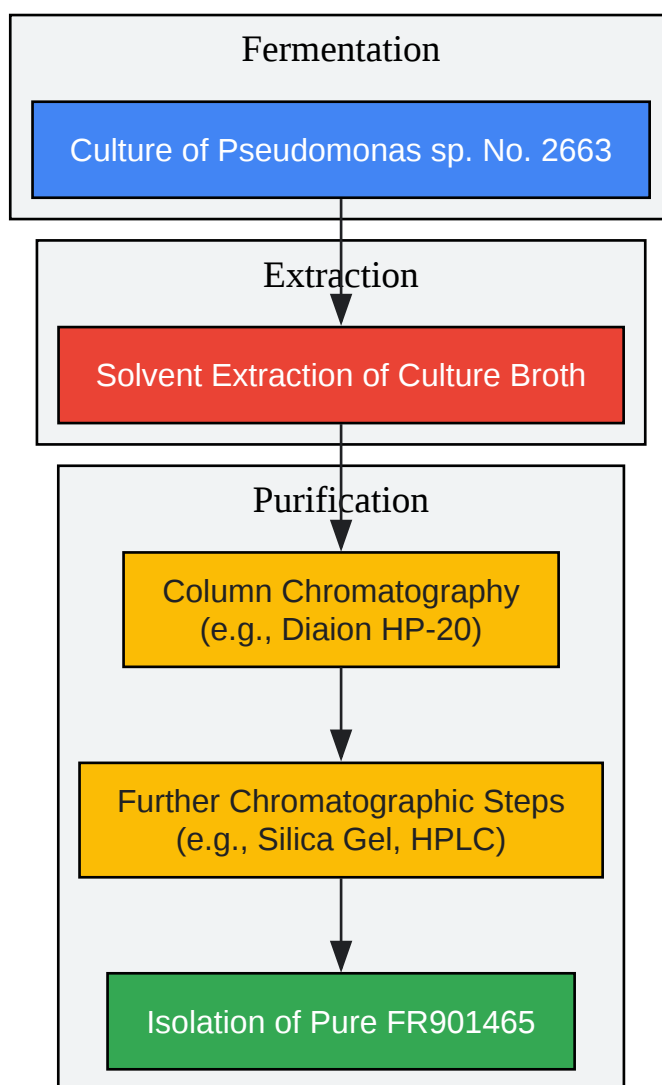 Fermentation
Culture of Pseudomonas sp. No. 2663
Extraction
Solvent Extraction of Culture Broth
Purification
Column Chromatography
(e.g., Diaion HP-20)
Further Chromatographic Steps
(e.g., Silica Gel, HPLC)
Isolation of Pure FR901465